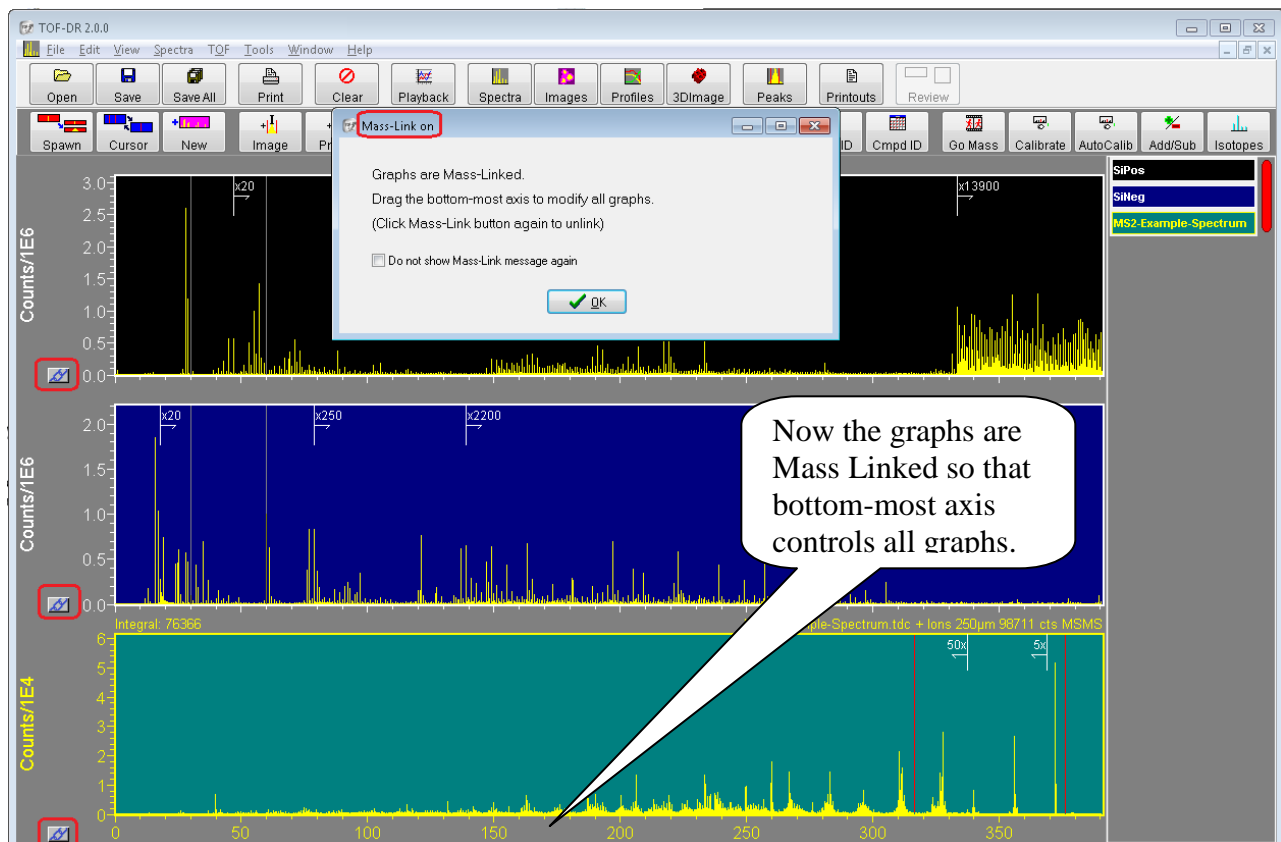 TOF-DR 2.0.0
File Edit View Spectra TOF Tools Window Help
Open Save Save All Print Clear Playback Spectra Images Profiles 3DImage Peaks Printouts Review
Spawn Cursor New Image Cmpd ID Go Mass Calibrate AutoCalib Add/Sub Isotopes
Mass-Link on
Graphs are Mass-Linked.
Drag the bottom-most axis to modify all graphs.
(Click Mass-Link button again to unlink)
Do not show Mass-Link message again
OK
SiPos
SiNeg
MS2-Example-Spectrum
Counts/1E6
3.0
2.5
2.0
1.5
1.0
0.5
0.0
x20
x13900
Counts/1E6
2.0
1.5
1.0
0.5
0.0
x20
x250
x2200
Now the graphs are
Mass Linked so that
bottom-most axis
controls all graphs.
Integral: 76366
ple-Spectrum.tdc + Ions 250µm 98711 cts MSMS
Counts/1E4
6
5
4
3
2
1
0
50x
5x
0 50 100 150 200 250 300 350